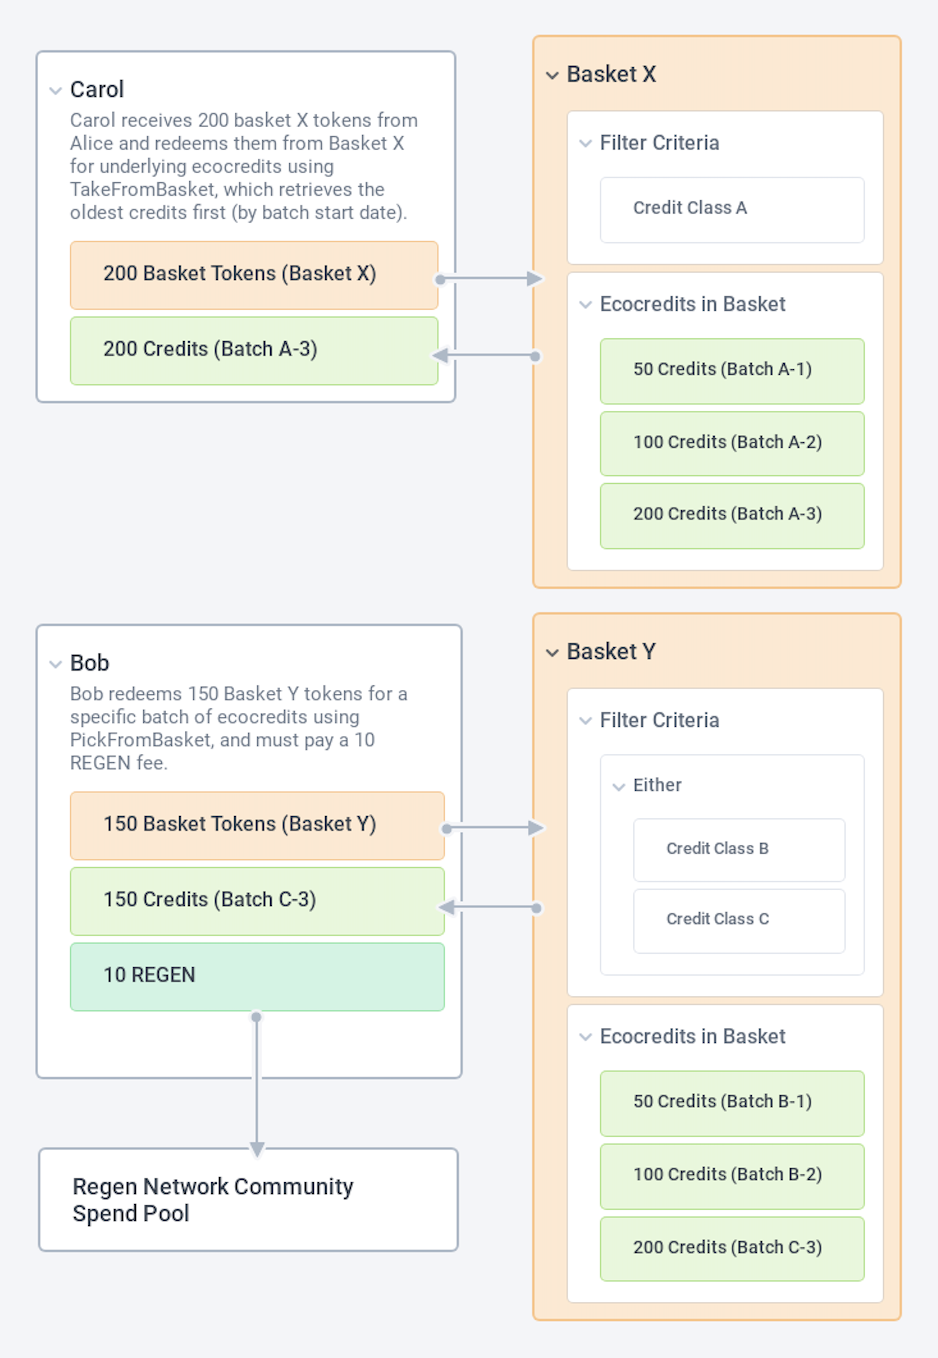 Carol
Carol receives 200 basket X tokens from
Alice and redeems them from Basket X
for underlying ecocredits using
TakeFromBasket, which retrieves the
oldest credits first (by batch start date).
200 Basket Tokens (Basket X)
200 Credits (Batch A-3)
Basket X
Filter Criteria
Credit Class A
Ecocredits in Basket
50 Credits (Batch A-1)
100 Credits (Batch A-2)
200 Credits (Batch A-3)
Bob
Bob redeems 150 Basket Y tokens for a
specific batch of ecocredits using
PickFromBasket, and must pay a 10
REGEN fee.
150 Basket Tokens (Basket Y)
150 Credits (Batch C-3)
10 REGEN
Regen Network Community
Spend Pool
Basket Y
Filter Criteria
Either
Credit Class B
Credit Class C
Ecocredits in Basket
50 Credits (Batch B-1)
100 Credits (Batch B-2)
200 Credits (Batch C-3)